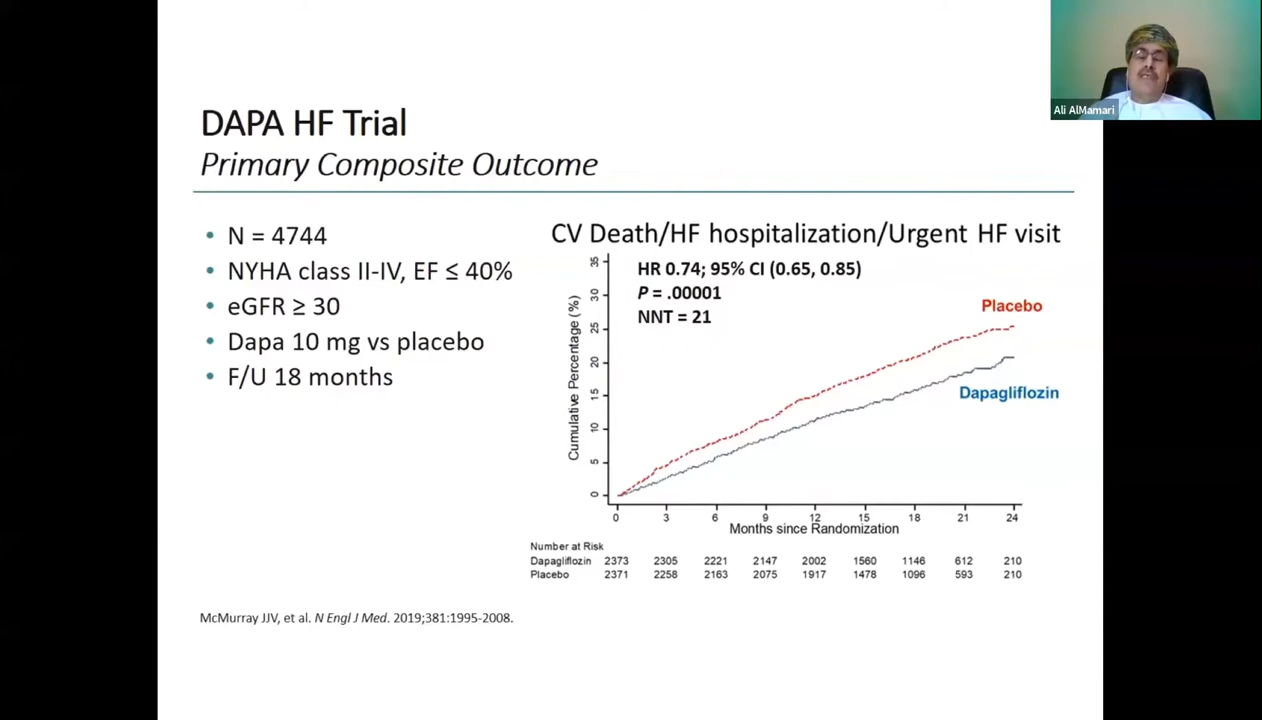 Ali AlMamari
DAPA HF Trial
Primary Composite Outcome
• N = 4744
• NYHA class II-IV, EF ≤ 40%
• eGFR ≥ 30
• Dapa 10 mg vs placebo
• F/U 18 months
CV Death/HF hospitalization/Urgent HF visit
HR 0.74; 95% CI (0.65, 0.85)
P = .00001
NNT = 21
Placebo
Dapagliflozin
Cumulative Percentage (%)
35
30
25
20
15
10
5
0
0 3 6 9 12 15 18 21 24
Months since Randomization
Number at Risk
Dapagliflozin 2373 2305 2221 2147 2002 1560 1146 612 210
Placebo 2371 2258 2163 2075 1917 1478 1096 593 210
McMurray JJV, et al. N Engl J Med. 2019;381:1995-2008.